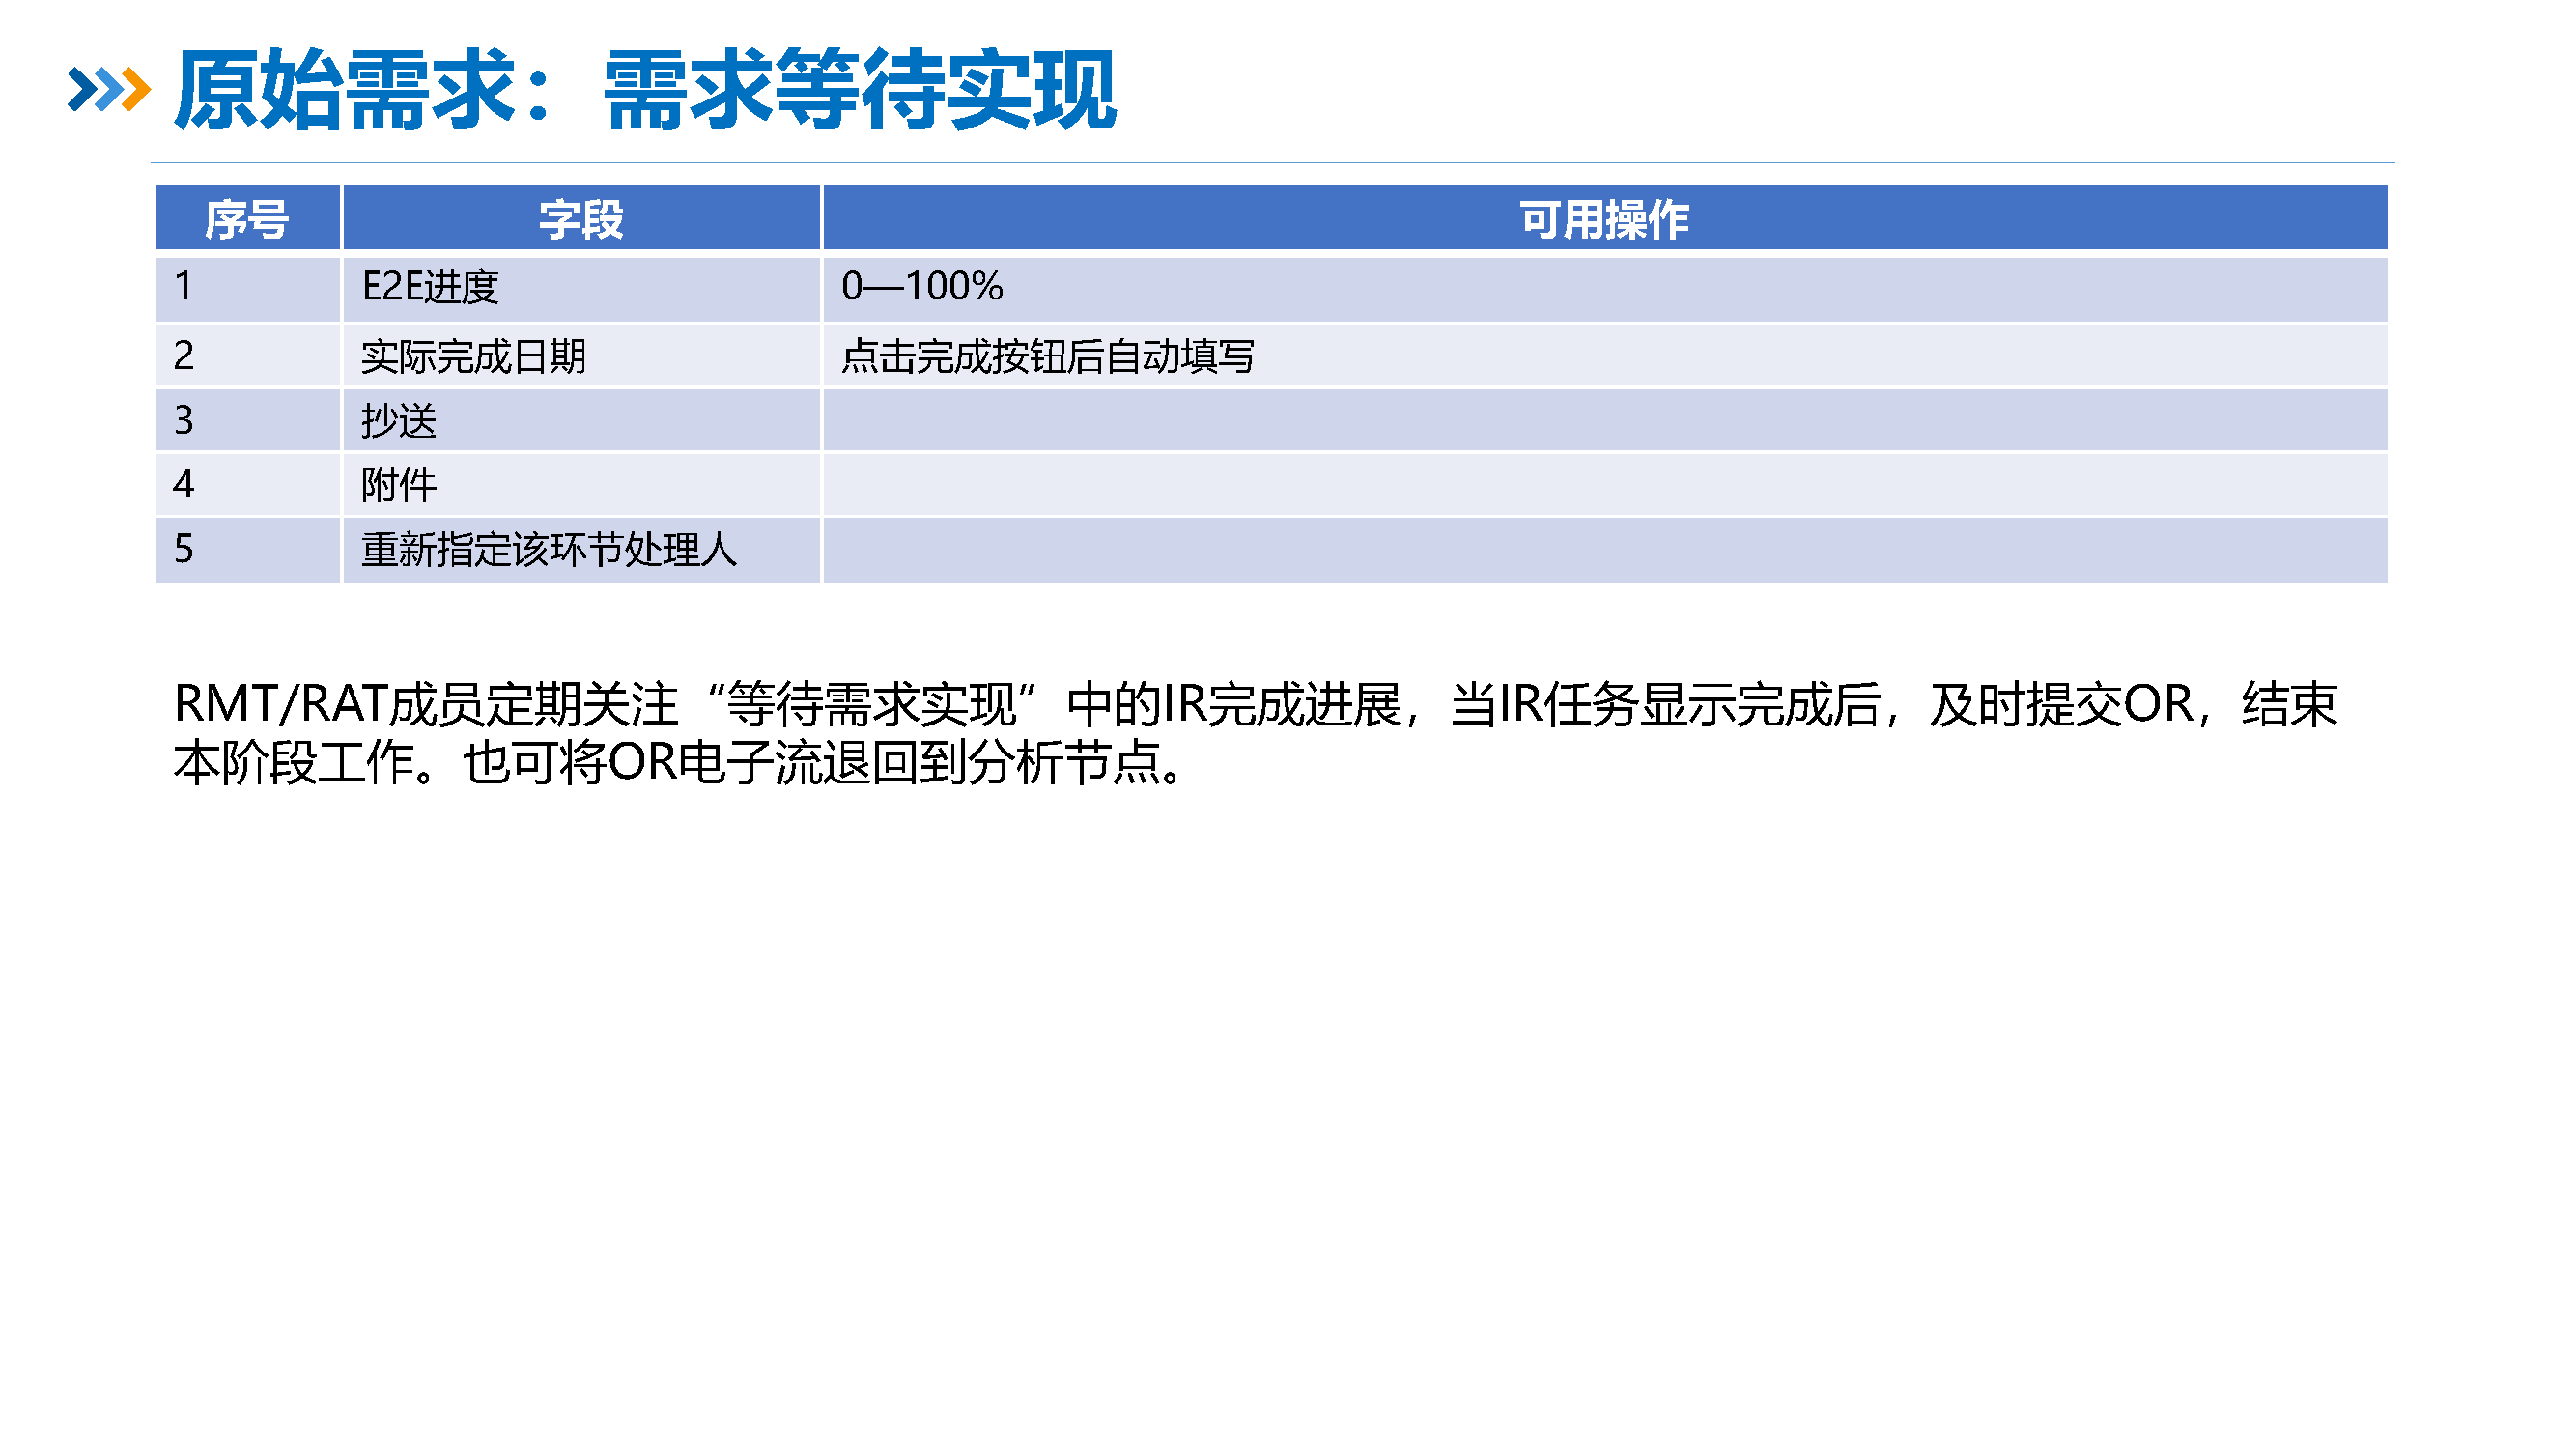 原始需求：需求等待实现
序号 字段 可用操作
1 E2E进度 0—100%
2 实际完成日期 点击完成按钮后自动填写
3 抄送
4 附件
5 重新指定该环节处理人
RMT/RAT成员定期关注“等待需求实现”中的IR完成进展，当IR任务显示完成后，及时提交OR，结束
本阶段工作。也可将OR电子流退回到分析节点。